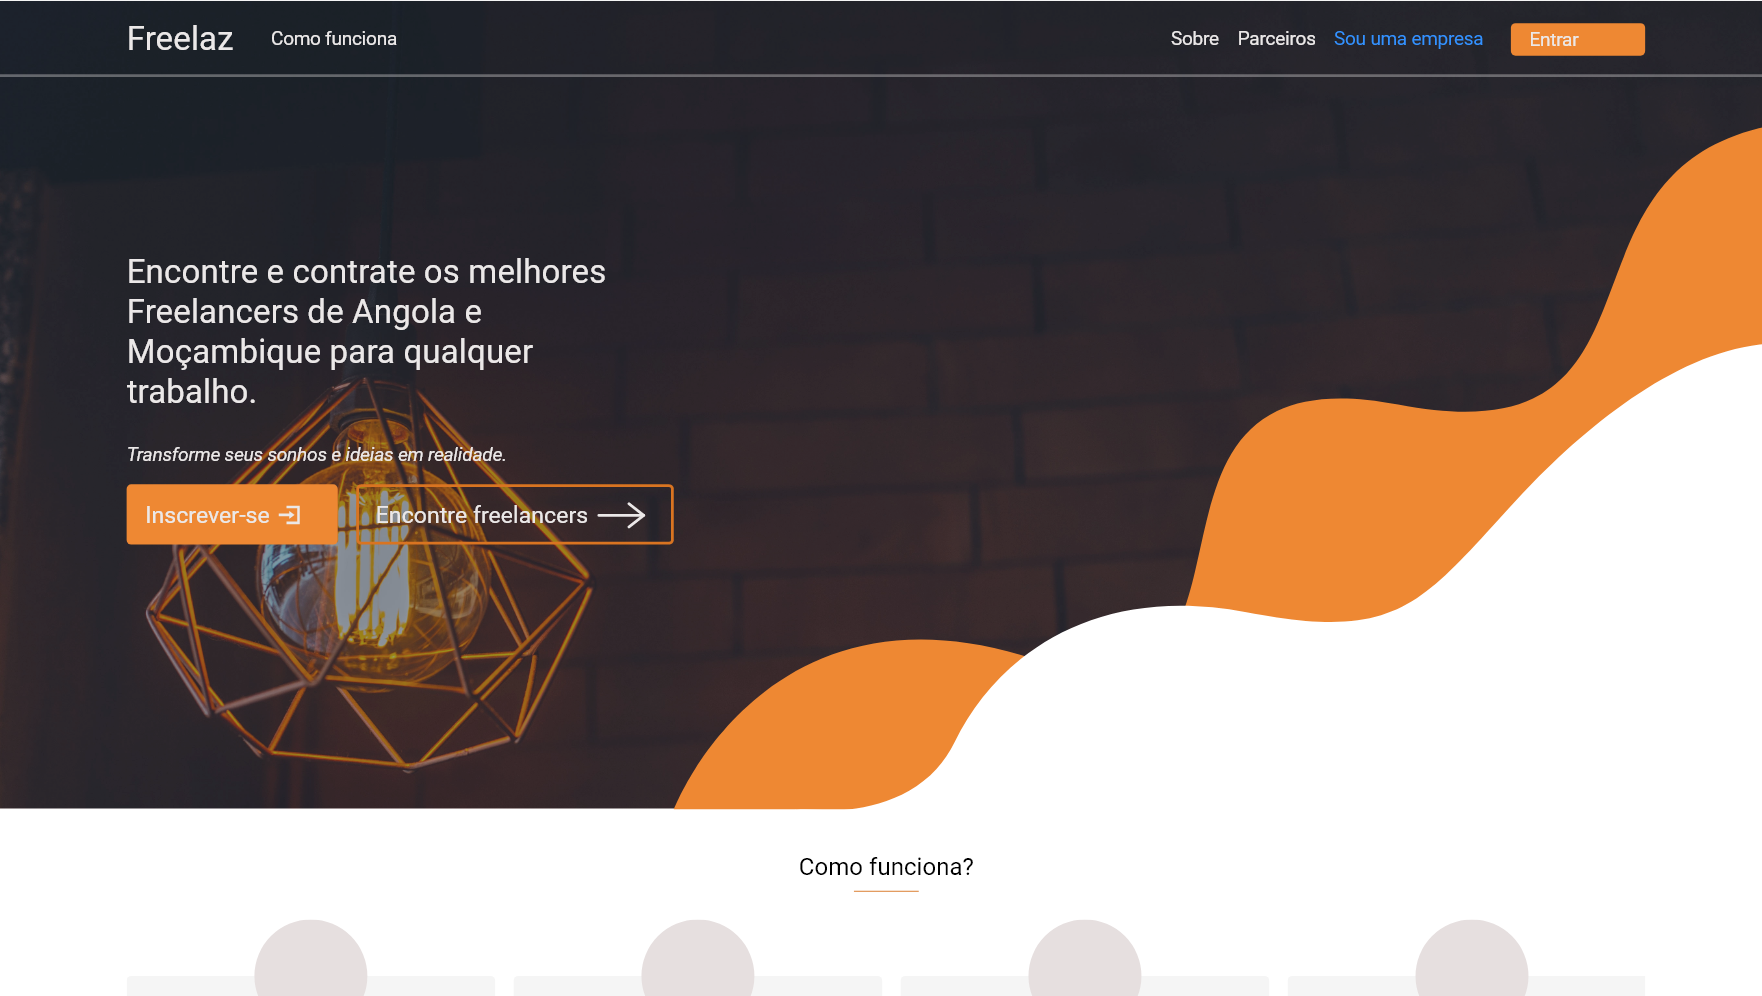 Freelaz
Como funciona
Sobre
Parceiros
Sou uma empresa
Entrar
Encontre e contrate os melhores
Freelancers de Angola e
Moçambique para qualquer
trabalho.
Transforme seus sonhos e ideias em realidade.
Inscrever-se
Encontre freelancers
Como funciona?